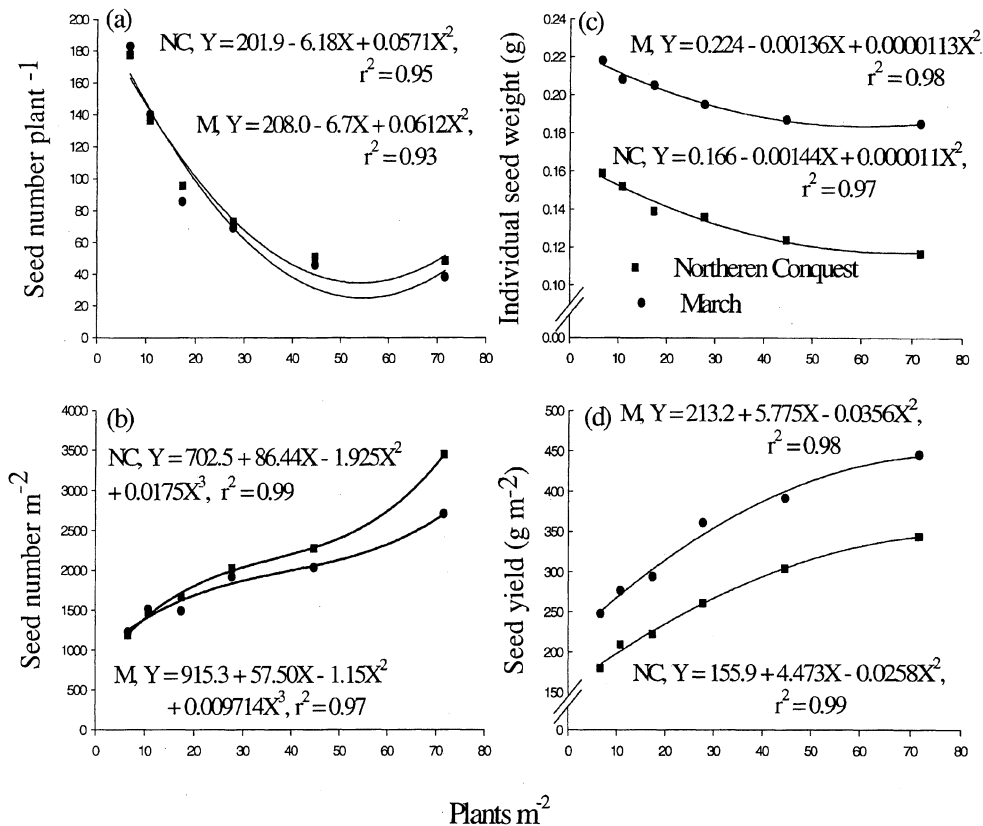 (a)
NC, Y = 201.9 - 6.18X + 0.0571X²,
r² = 0.95
M, Y = 208.0 - 6.7X + 0.0612X²,
r² = 0.93
Seed number plant ⁻¹
200
180
160
140
120
100
80
60
40
20
0
0 10 20 30 40 50 60 70 80
(c)
M, Y = 0.224 - 0.00136X + 0.0000113X²,
r² = 0.98
NC, Y = 0.166 - 0.00144X + 0.000011X²,
r² = 0.97
Northeren Conquest
March
Individual seed weight (g)
0.26
0.24
0.22
0.20
0.18
0.16
0.14
0.12
0.10
0.00
0 10 20 30 40 50 60 70 80
(b)
NC, Y = 702.5 + 86.44X - 1.925X²
+ 0.0175X³, r² = 0.99
M, Y = 915.3 + 57.50X - 1.15X²
+ 0.009714X³, r² = 0.97
Seed number m⁻²
4000
3500
3000
2500
2000
1500
1000
500
0
0 10 20 30 40 50 60 70 80
(d)
M, Y = 213.2 + 5.775X - 0.0356X²,
r² = 0.98
NC, Y = 155.9 + 4.473X - 0.0258X²,
r² = 0.99
Seed yield (g m⁻²)
500
450
400
350
300
250
200
150
0
0 10 20 30 40 50 60 70 80
Plants m⁻²